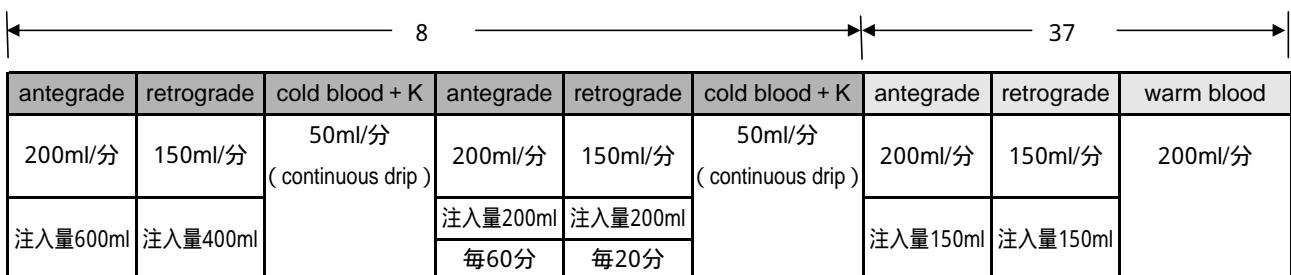 8 37
antegrade retrograde cold blood + K antegrade retrograde cold blood + K antegrade retrograde warm blood
200ml/分 150ml/分 50ml/分 200ml/分 150ml/分 50ml/分 200ml/分 150ml/分 200ml/分
( continuous drip ) ( continuous drip )
注入量600ml 注入量400ml 注入量200ml 注入量200ml 注入量150ml 注入量150ml
毎60分 毎20分